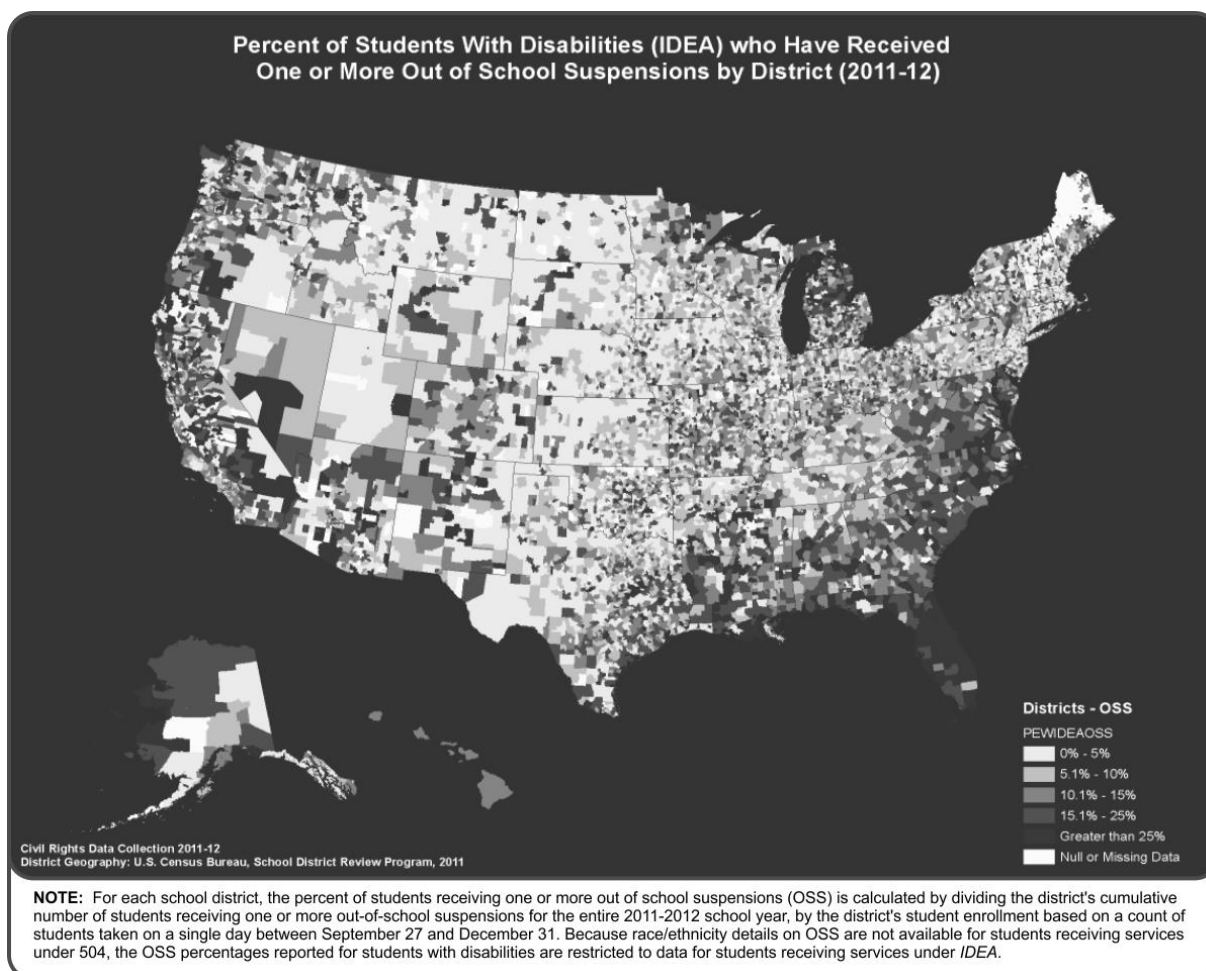 Percent of Students With Disabilities (IDEA) who Have Received
One or More Out of School Suspensions by District (2011-12)
Districts - OSS
PEWIDEAOSS
0% - 5%
5.1% - 10%
10.1% - 15%
15.1% - 25%
Greater than 25%
Null or Missing Data
Civil Rights Data Collection 2011-12
District Geography: U.S. Census Bureau, School District Review Program, 2011
NOTE: For each school district, the percent of students receiving one or more out of school suspensions (OSS) is calculated by dividing the district's cumulative
number of students receiving one or more out-of-school suspensions for the entire 2011-2012 school year, by the district's student enrollment based on a count of
students taken on a single day between September 27 and December 31. Because race/ethnicity details on OSS are not available for students receiving services
under 504, the OSS percentages reported for students with disabilities are restricted to data for students receiving services under IDEA.